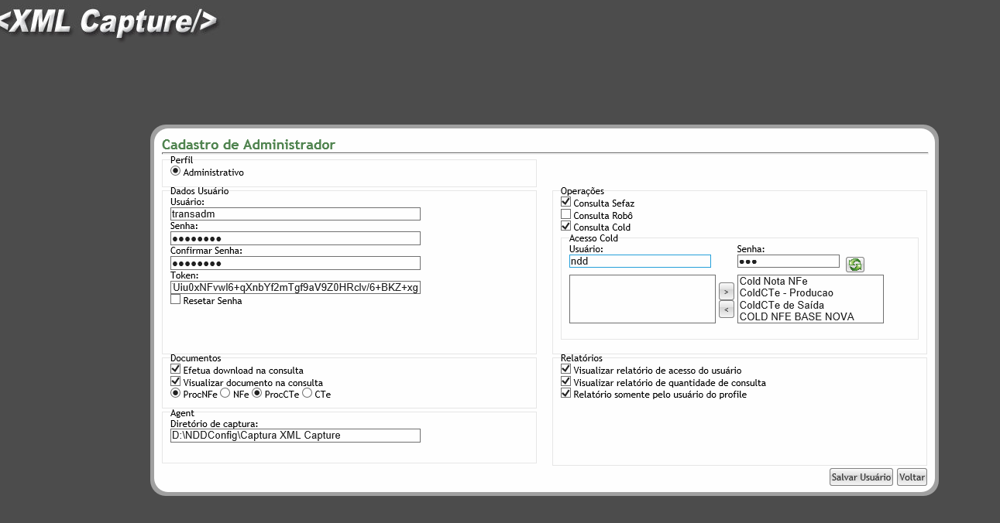 <XML Capture/>
Cadastro de Administrador
Perfil
Administrativo
Dados Usuário
Usuário:
transadm
Senha:
●●●●●●●●
Confirmar Senha:
●●●●●●●●
Token:
Uiu0xNFvwl6+qXnbYf2mTgf9aV9Z0HRclv/6+BKZ+xg
Resetar Senha
Documentos
Efetua download na consulta
Visualizar documento na consulta
ProcNFe NFe ProcCTe CTe
Agent
Diretório de captura:
D:\NDDConfig\Captura XML Capture
Operações
Consulta Sefaz
Consulta Robô
Consulta Cold
Acesso Cold
Usuário: Senha:
ndd ●●●
Cold Nota NFe
> ColdCTe - Producao
ColdCTe de Saída
< COLD NFE BASE NOVA
Relatórios
Visualizar relatório de acesso do usuário
Visualizar relatório de quantidade de consulta
Relatório somente pelo usuário do profile
Salvar Usuário Voltar